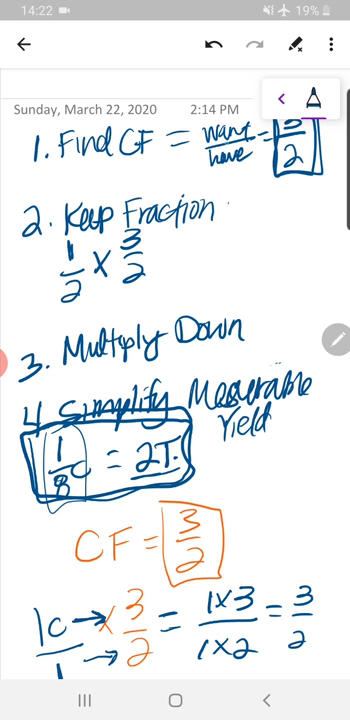 14:22 19%
Sunday, March 22, 2020 2:14 PM
1. Find CF = want/have = 3/2
2. Keep Fraction
1/2 x 3/2
3. Multiply Down
4 Simplify Measurable
Yield
1/8 c = 2T.
CF = 3/2
1c/1 x 3/2 = 1x3/1x2 = 3/2